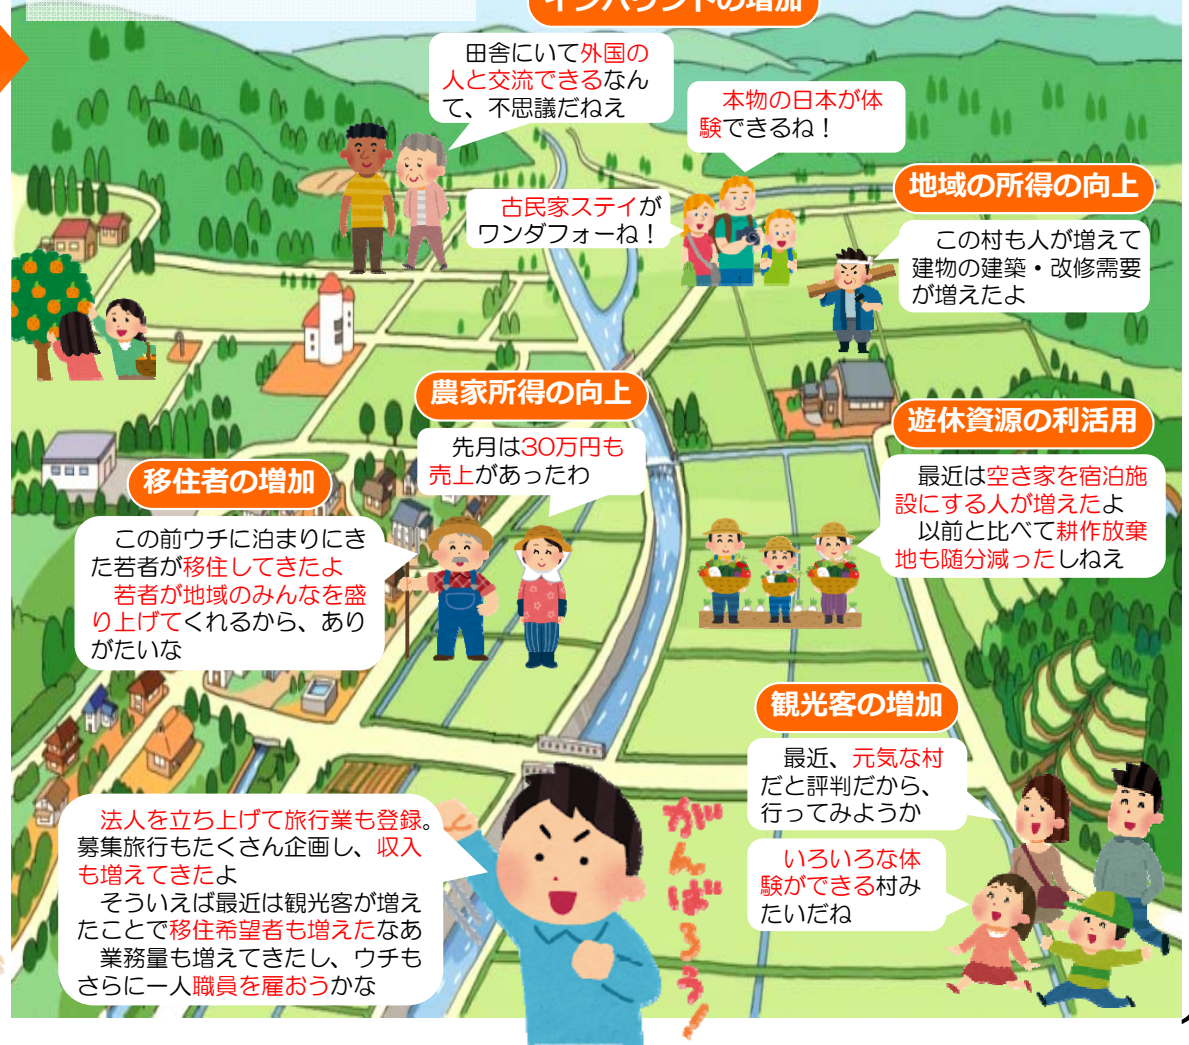 インバウンドの増加
田舎にいて外国の
人と交流できるなん
て、不思議だねえ
本物の日本が体
験できるね！
古民家ステイが
ワンダフォーね！
地域の所得の向上
この村も人が増えて
建物の建築・改修需要
が増えたよ
農家所得の向上
先月は30万円も
売上があったわ
遊休資源の利活用
最近は空き家を宿泊施
設にする人が増えたよ
以前と比べて耕作放棄
地も随分減ったしねえ
移住者の増加
この前ウチに泊まりにき
た若者が移住してきたよ
若者が地域のみんなを盛
り上げてくれるから、あり
がたいな
観光客の増加
最近、元気な村
だと評判だから、
行ってみようか
いろいろな体
験ができる村み
たいだね
法人を立ち上げて旅行業も登録。
募集旅行もたくさん企画し、収入
も増えてきたよ
そういえば最近は観光客が増え
たことで移住希望者も増えたなあ
業務量も増えてきたし、ウチも
さらに一人職員を雇おうかな
がんばろう！